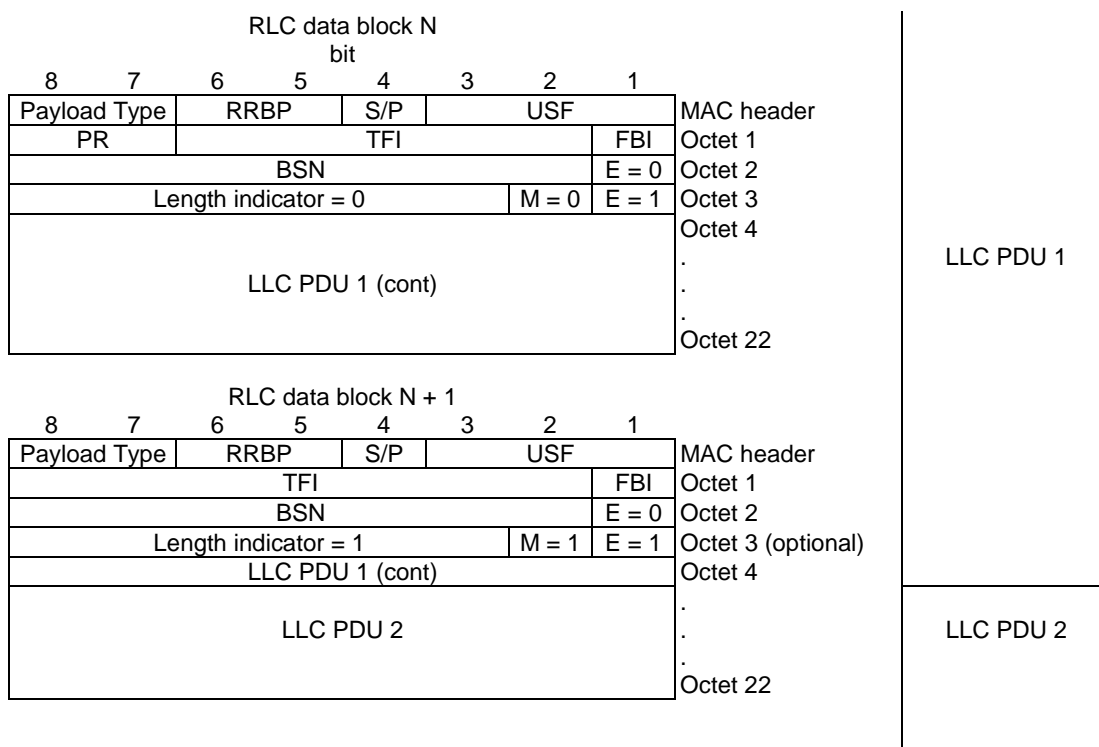 RLC data block N
bit
8 7 6 5 4 3 2 1
Payload Type RRBP S/P USF MAC header
PR TFI FBI Octet 1
BSN E = 0 Octet 2
Length indicator = 0 M = 0 E = 1 Octet 3
Octet 4
.
LLC PDU 1 (cont) .
.
Octet 22
LLC PDU 1
RLC data block N + 1
8 7 6 5 4 3 2 1
Payload Type RRBP S/P USF MAC header
TFI FBI Octet 1
BSN E = 0 Octet 2
Length indicator = 1 M = 1 E = 1 Octet 3 (optional)
LLC PDU 1 (cont) Octet 4
.
LLC PDU 2 .
.
Octet 22
LLC PDU 2